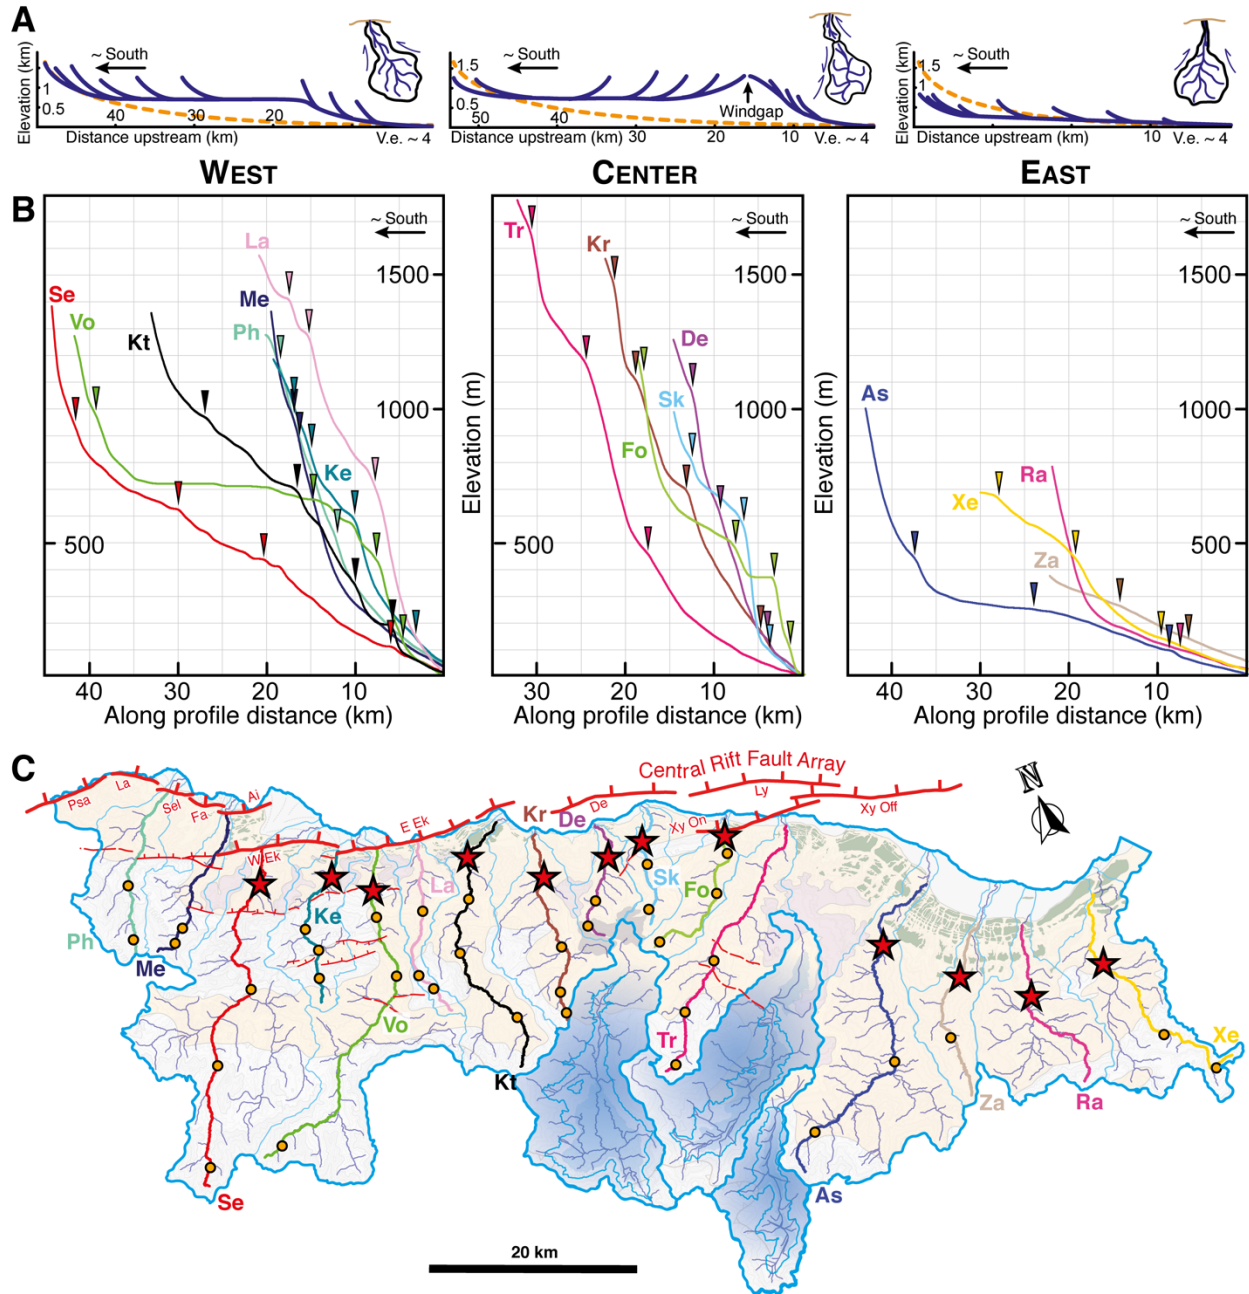 A
Elevation (km)
1
0.5
~ South
40
30
20
Distance upstream (km)
V.e. ~ 4
1.5
0.5
~ South
50
40
30
20
10
Windgap
Distance upstream (km)
V.e. ~ 4
Elevation (km)
1.5
1
~ South
10
Distance upstream (km)
V.e. ~ 4
WEST
CENTER
EAST
B
~ South
La
Se
Vo
Me
Ph
Kt
Ke
1500
1000
500
40
30
20
10
Along profile distance (km)
Elevation (m)
~ South
Tr
Kr
De
Sk
Fo
1500
1000
500
30
20
10
Along profile distance (km)
Elevation (m)
~ South
As
Xe
Ra
Za
1500
1000
500
40
30
20
10
Along profile distance (km)
C
Central Rift Fault Array
N
Psa
La
Sel
Fa
Ai
W Ek
E Ek
De
Ly
Xy On
Xy Off
Kr
De
La
Sk
Fo
Ke
Ph
Me
Vo
Tr
Kt
Xe
Za
Ra
As
Se
20 km